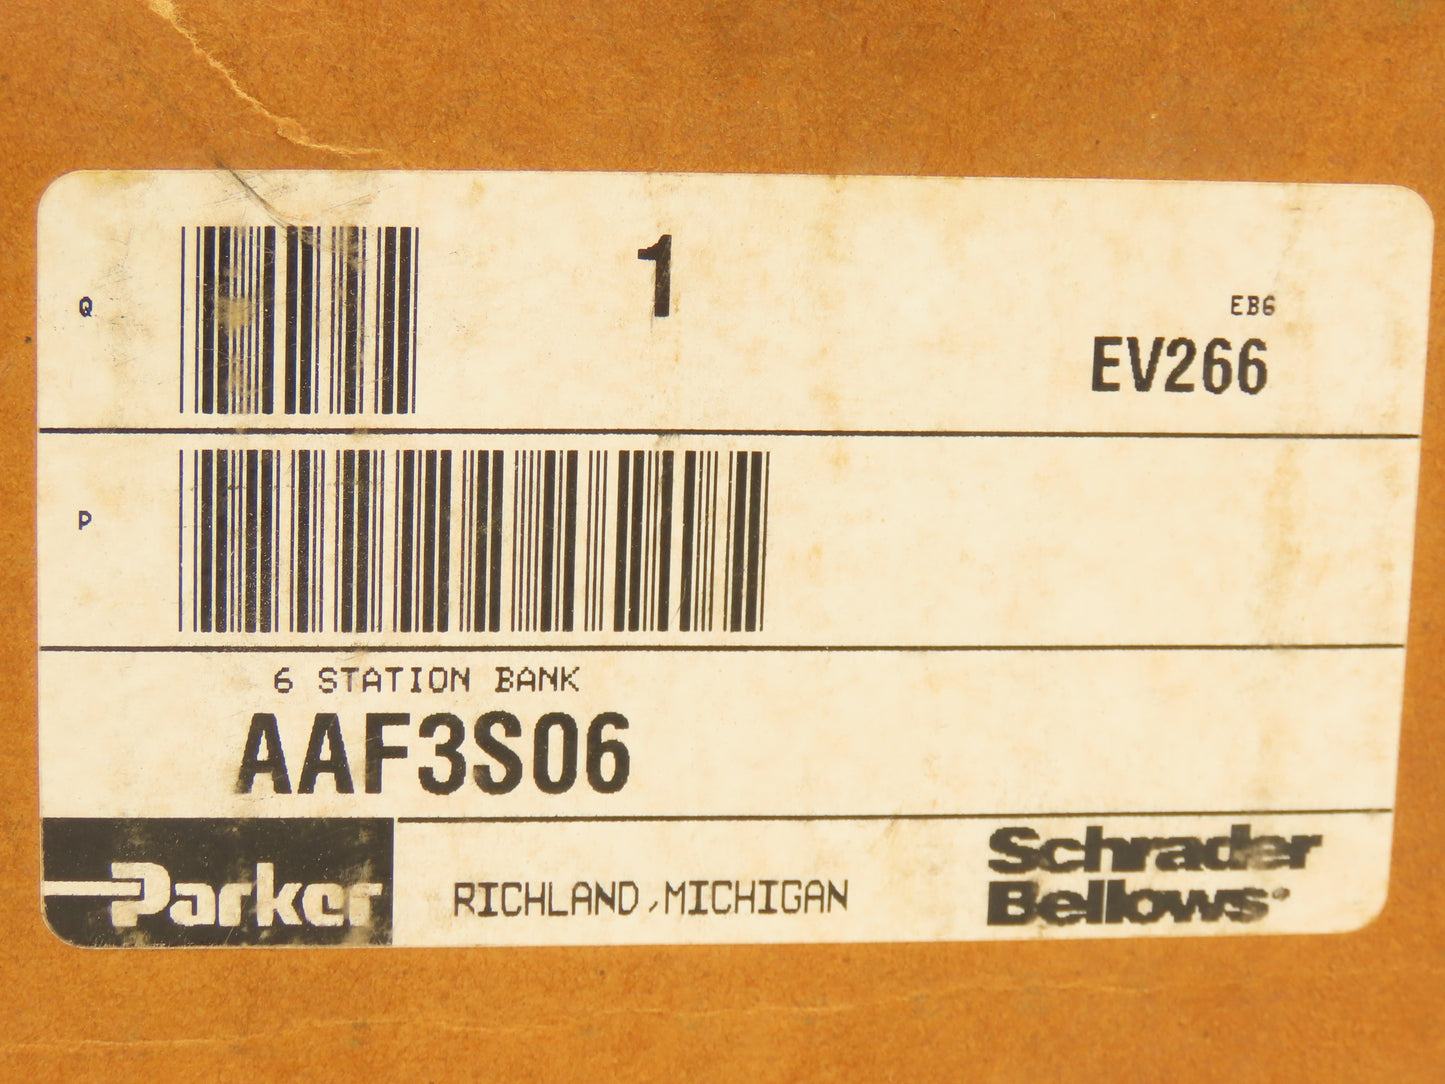 Q
1
EB6
EV266
P
6 STATION BANK
AAF3S06
Parker
RICHLAND,MICHIGAN
Schrader
Bellows